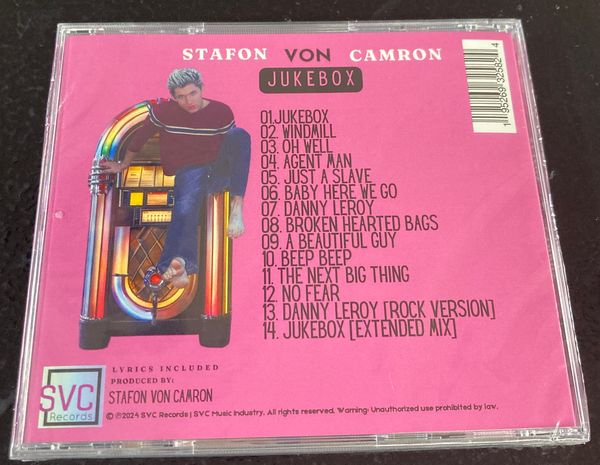 STAFON VON CAMRON
JUKEBOX
01.JUKEBOX
02. WINDMILL
03. OH WELL
04. AGENT MAN
05. JUST A SLAVE
06. BABY HERE WE GO
07. DANNY LEROY
08. BROKEN HEARTED BAGS
09. A BEAUTIFUL GUY
10. BEEP BEEP
11. THE NEXT BIG THING
12. NO FEAR
13. DANNY LEROY [ROCK VERSION]
14. JUKEBOX [EXTENDED MIX]
1 95269 32582 4
LYRICS INCLUDED
PRODUCED BY:
STAFON VON CAMRON
SVC
Records
©℗2024 SVC Records | SVC Music Industry. All rights reserved. Warning: Unauthorized use prohibited by law.